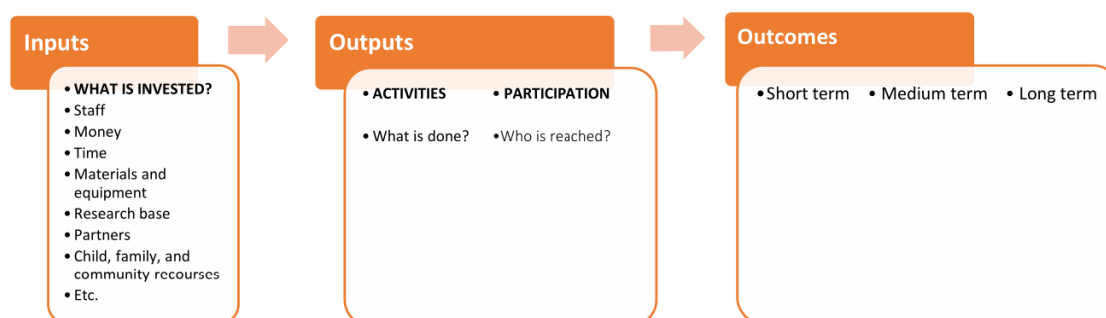 Inputs
• WHAT IS INVESTED?
• Staff
• Money
• Time
• Materials and
equipment
• Research base
• Partners
• Child, family, and
community recourses
• Etc.
Outputs
• ACTIVITIES • PARTICIPATION
• What is done? •Who is reached?
Outcomes
•Short term • Medium term • Long term